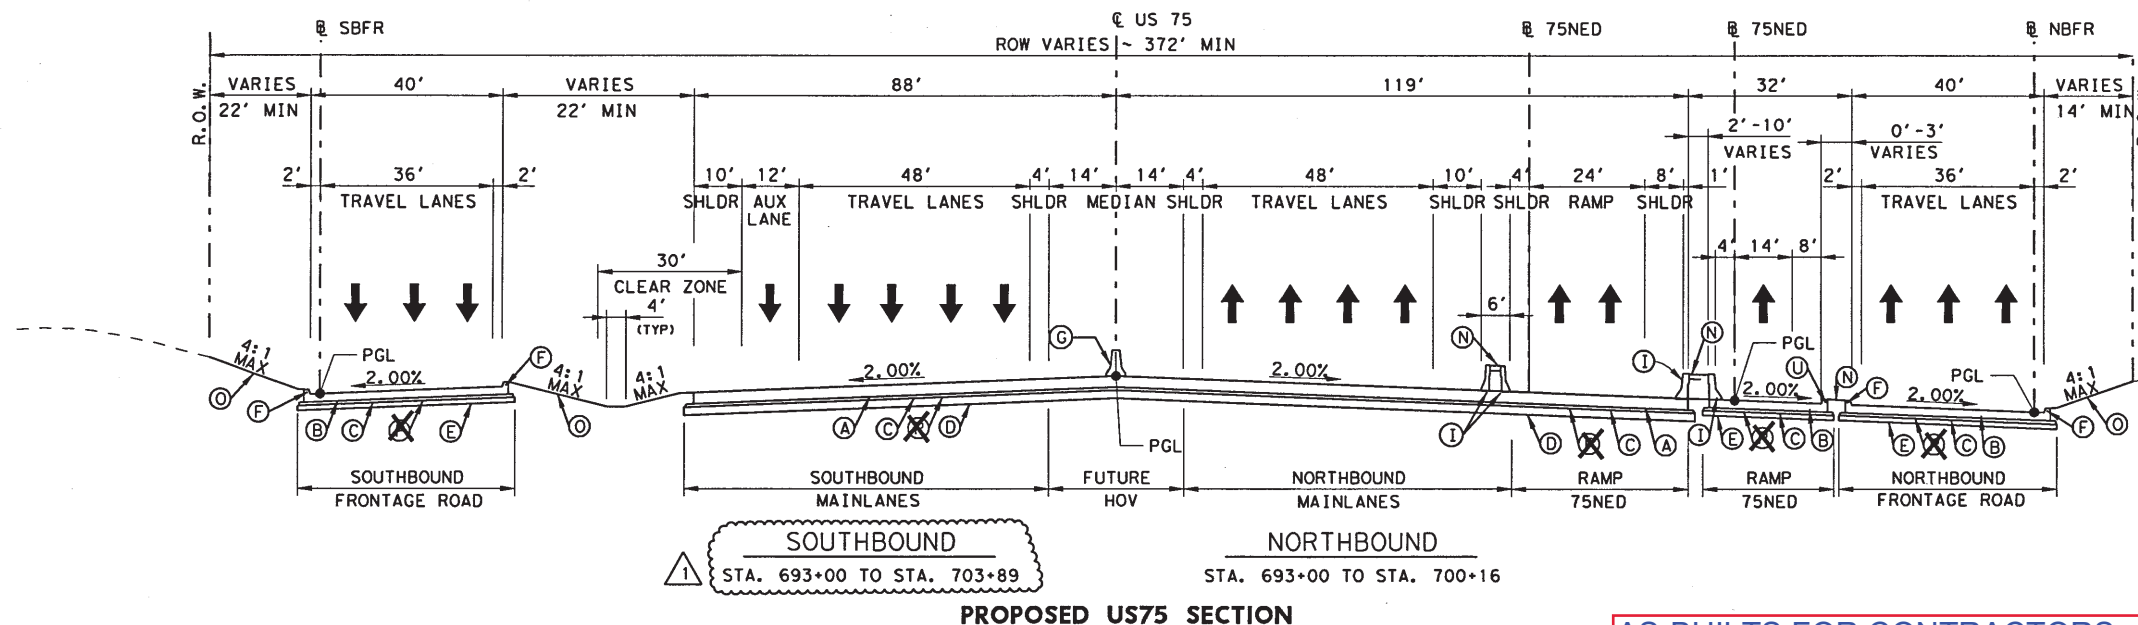 ℄ US 75
B SBFR
B 75NED
B 75NED
B NBFR
ROW VARIES ~ 372' MIN
VARIES 40' VARIES 88' 119' 32' 40' VARIES
22' MIN 22' MIN 14' MIN
R.O.W.
2'-10' 0'-3'
VARIES VARIES
2' 36' 2' 10' 12' 48' 4' 14' 14' 4' 48' 10' 4' 24' 8' 1' 2' 36' 2'
TRAVEL LANES SHLDR AUX TRAVEL LANES SHLDR MEDIAN SHLDR TRAVEL LANES SHLDR SHLDR RAMP SHLDR TRAVEL LANES
LANE
4' 14' 8'
30'
CLEAR ZONE
4'
(TYP)
6'
4:1
MAX
PGL
F
4:1
MAX
4:1
MAX
G
N
I
N
PGL
U
N
F
PGL
4:1
MAX
2.00% 2.00% 2.00% 2.00% 2.00%
O F B C E O A C D PGL I D C A I E C B E C B F O
SOUTHBOUND SOUTHBOUND FUTURE NORTHBOUND RAMP RAMP NORTHBOUND
FRONTAGE ROAD MAINLANES HOV MAINLANES 75NED 75NED FRONTAGE ROAD
SOUTHBOUND NORTHBOUND
1 STA. 693+00 TO STA. 703+89 STA. 693+00 TO STA. 700+16
PROPOSED US75 SECTION
AS BUILTS FOR CONTRACTORS